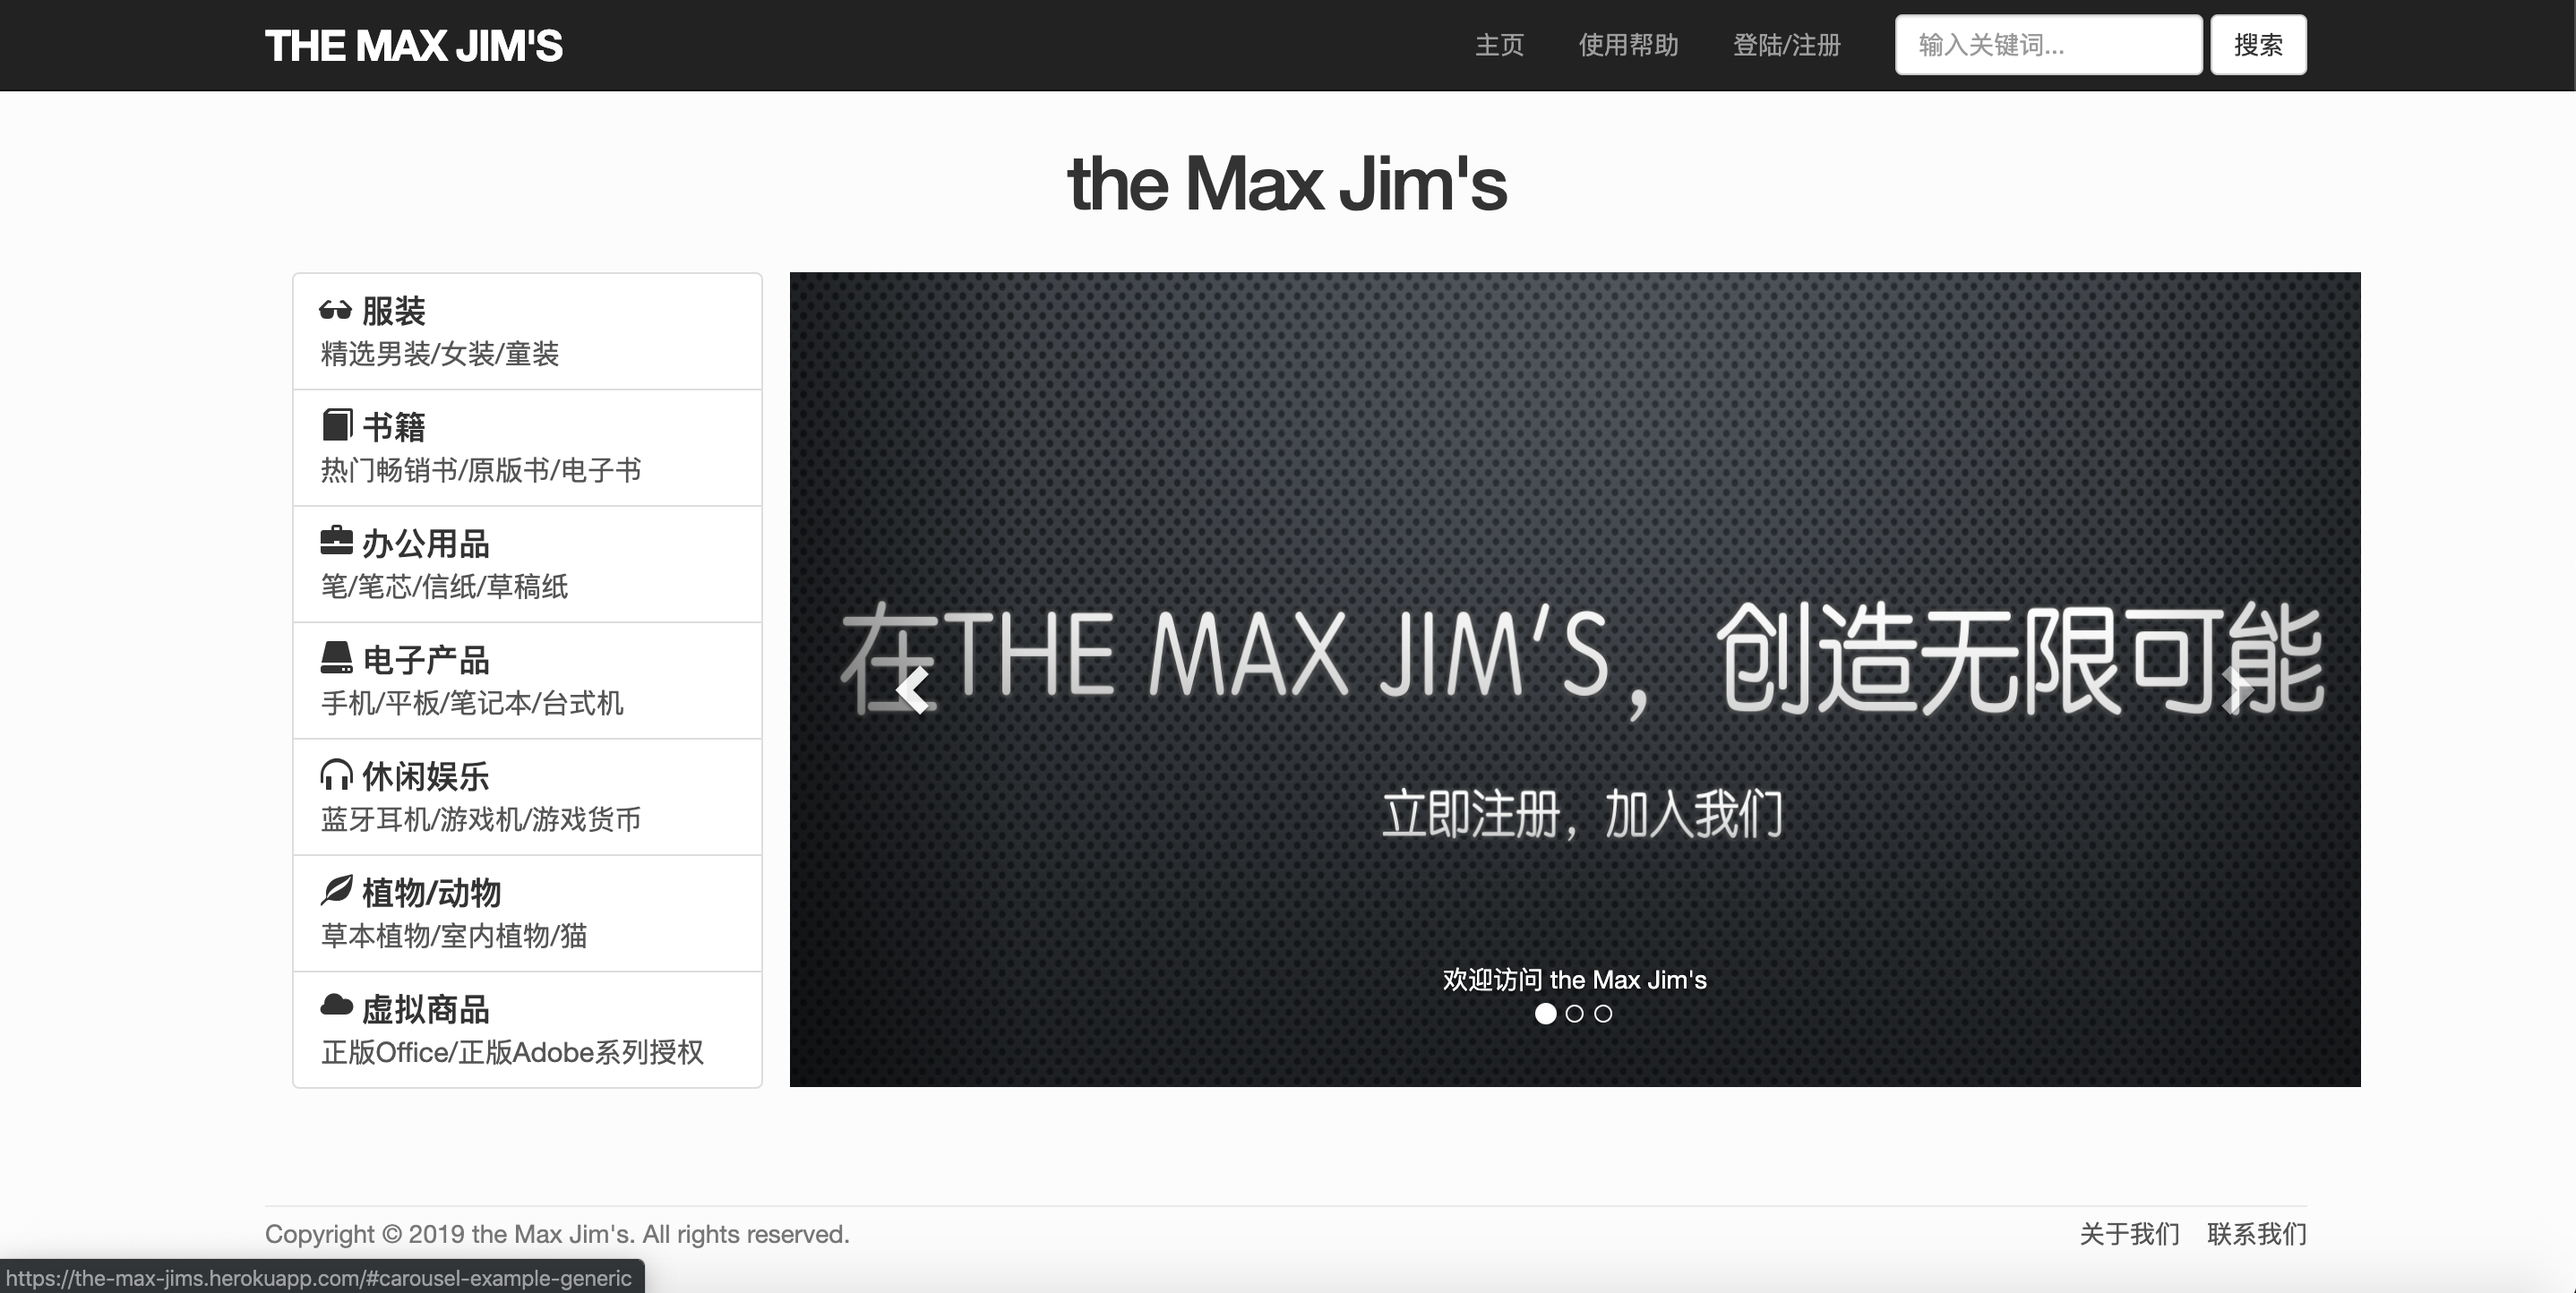 THE MAX JIM'S 主页 使用帮助 登陆/注册 输入关键词... 搜索
the Max Jim's
服装
精选男装/女装/童装
书籍
热门畅销书/原版书/电子书
办公用品
笔/笔芯/信纸/草稿纸
电子产品
手机/平板/笔记本/台式机
休闲娱乐
蓝牙耳机/游戏机/游戏货币
植物/动物
草本植物/室内植物/猫
虚拟商品
正版Office/正版Adobe系列授权
在THE MAX JIM'S，创造无限可能
立即注册，加入我们
欢迎访问 the Max Jim's
Copyright © 2019 the Max Jim's. All rights reserved. 关于我们 联系我们
https://the-max-jims.herokuapp.com/#carousel-example-generic